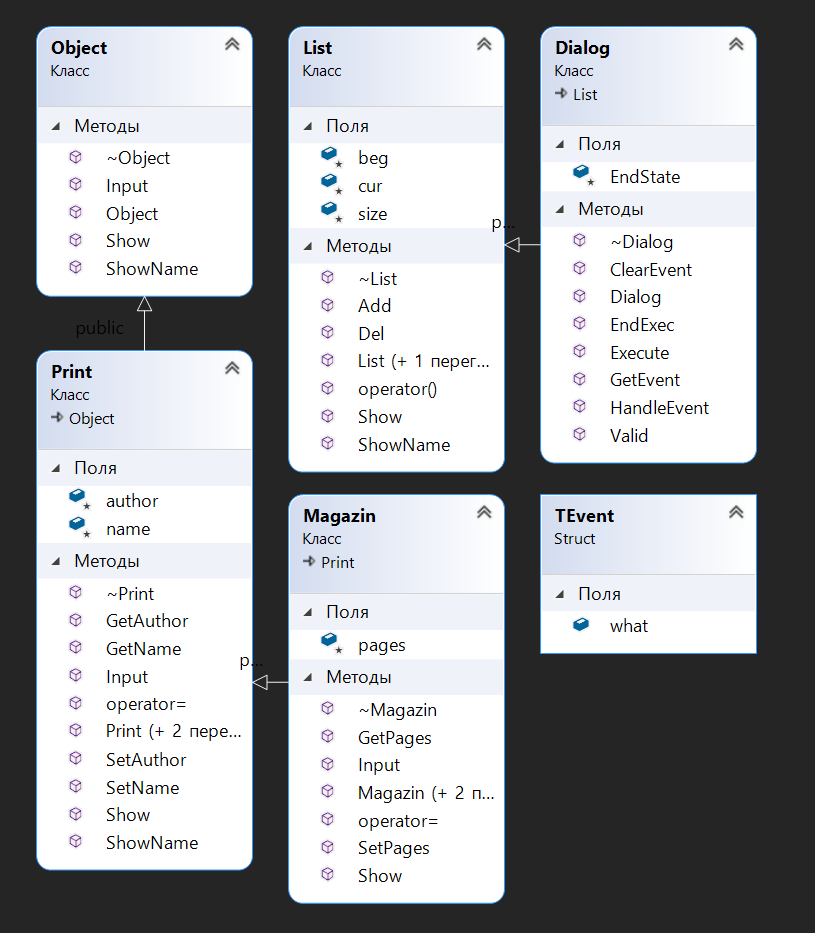 Object
Класс
Методы
~Object
Input
Object
Show
ShowName
public
List
Класс
Поля
beg
cur
size
Методы
~List
Add
Del
List (+ 1 перег...
operator()
Show
ShowName
p...
Dialog
Класс
List
Поля
EndState
Методы
~Dialog
ClearEvent
Dialog
EndExec
Execute
GetEvent
HandleEvent
Valid
Print
Класс
Object
Поля
author
name
Методы
~Print
GetAuthor
GetName
Input
operator=
Print (+ 2 пере...
SetAuthor
SetName
Show
ShowName
p...
Magazin
Класс
Print
Поля
pages
Методы
~Magazin
GetPages
Input
Magazin (+ 2 п...
operator=
SetPages
Show
TEvent
Struct
Поля
what